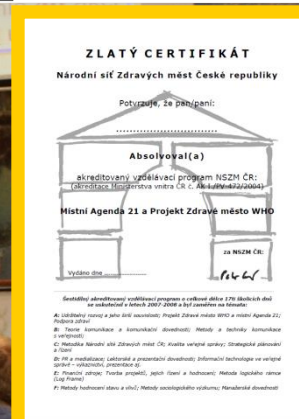 ZLATÝ CERTIFIKÁT
Národní síť Zdravých měst České republiky
Potvrzuje, že pan/paní:
................................
Absolvoval(a)
akreditovaný vzdělávací program NSZM ČR:
(akreditace Ministerstva vnitra ČR č. AK I./PV-472/2004)
Místní Agenda 21 a Projekt Zdravé město WHO
za NSZM ČR:
Vydáno dne
Šestidílný akreditovaný vzdělávací program o celkové délce 176 školicích dnů
se uskutečnil v letech 2007-2008 a byl zaměřen na témata:
A: Udržitelný rozvoj a jeho širší souvislosti; Projekt Zdravé město WHO a místní Agenda 21;
Podpora zdraví
B: Teorie komunikace a komunikační dovednosti; Metody a techniky komunikace
s veřejností;
C: Metodika Národní sítě Zdravých měst ČR; Kvalita veřejné správy; Strategické plánování
a řízení
D: PR a medializace; Lektorské a prezentační dovednosti; Informační technologie ve veřejné
správě - výkaznictví, prezentace aj.
E: Finanční zdroje; Tvorba projektů, jejich řízení a hodnocení; Metoda logického rámce
(Log Frame)
F: Metody hodnocení stavu a vlivů; Metody sociologického výzkumu; Manažerské dovednosti